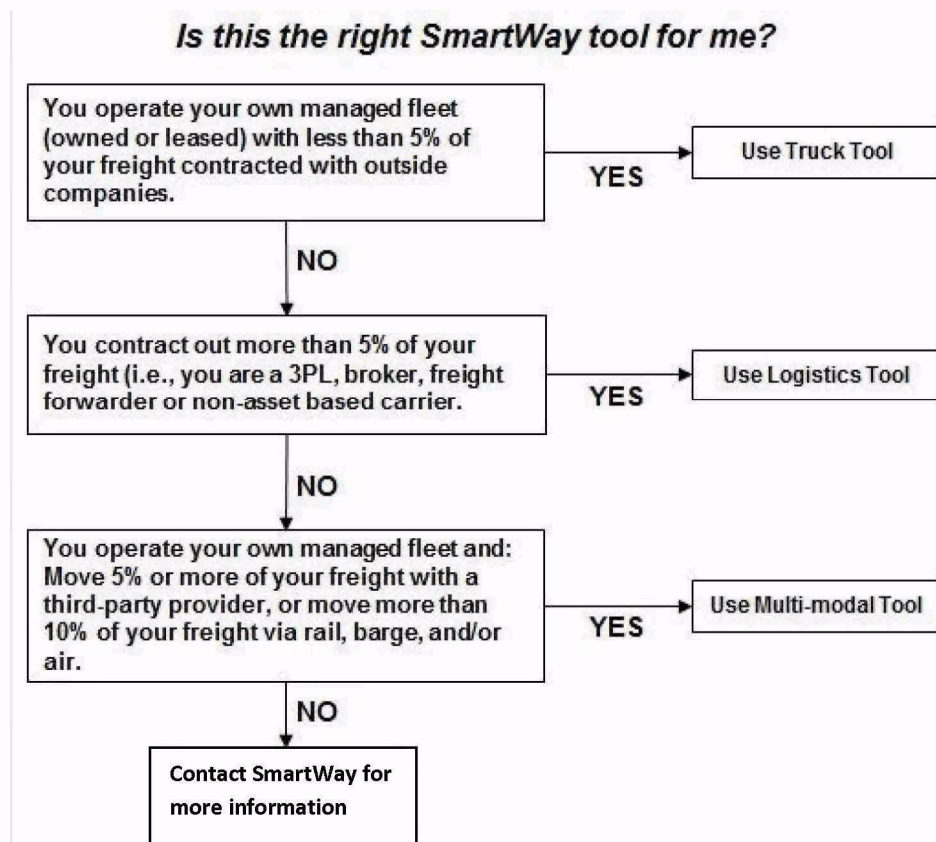 Is this the right SmartWay tool for me?
You operate your own managed fleet
(owned or leased) with less than 5% of
your freight contracted with outside
companies.
YES
Use Truck Tool
NO
You contract out more than 5% of your
freight (i.e., you are a 3PL, broker, freight
forwarder or non-asset based carrier.
YES
Use Logistics Tool
NO
You operate your own managed fleet and:
Move 5% or more of your freight with a
third-party provider, or move more than
10% of your freight via rail, barge, and/or
air.
YES
Use Multi-modal Tool
NO
Contact SmartWay for
more information